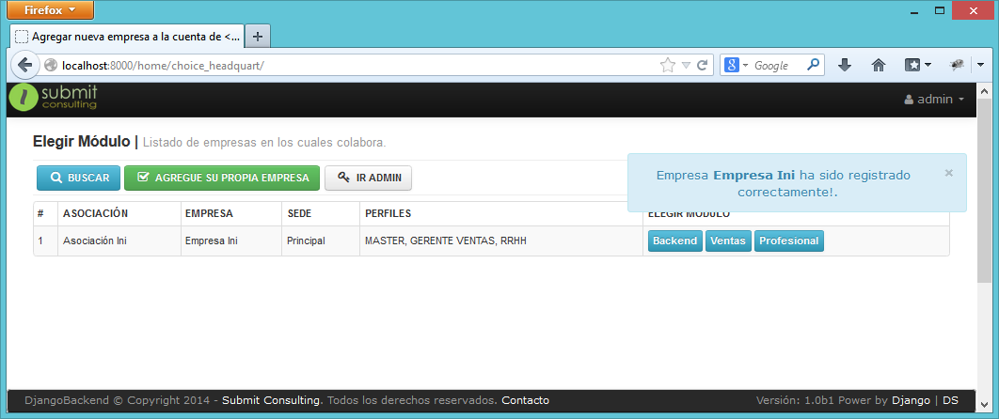 Firefox
Agregar nueva empresa a la cuenta de <...
localhost:8000/home/choice_headquart/
Google
submit
consulting
admin
Elegir Módulo | Listado de empresas en los cuales colabora.
BUSCAR AGREGUE SU PROPIA EMPRESA IR ADMIN
Empresa Empresa Ini ha sido registrado
correctamente!.
×
# ASOCIACIÓN EMPRESA SEDE PERFILES ELEGIR MÓDULO
1 Asociación Ini Empresa Ini Principal MASTER, GERENTE VENTAS, RRHH Backend Ventas Profesional
DjangoBackend © Copyright 2014 - Submit Consulting. Todos los derechos reservados. Contacto Versión: 1.0b1 Power by Django | DS